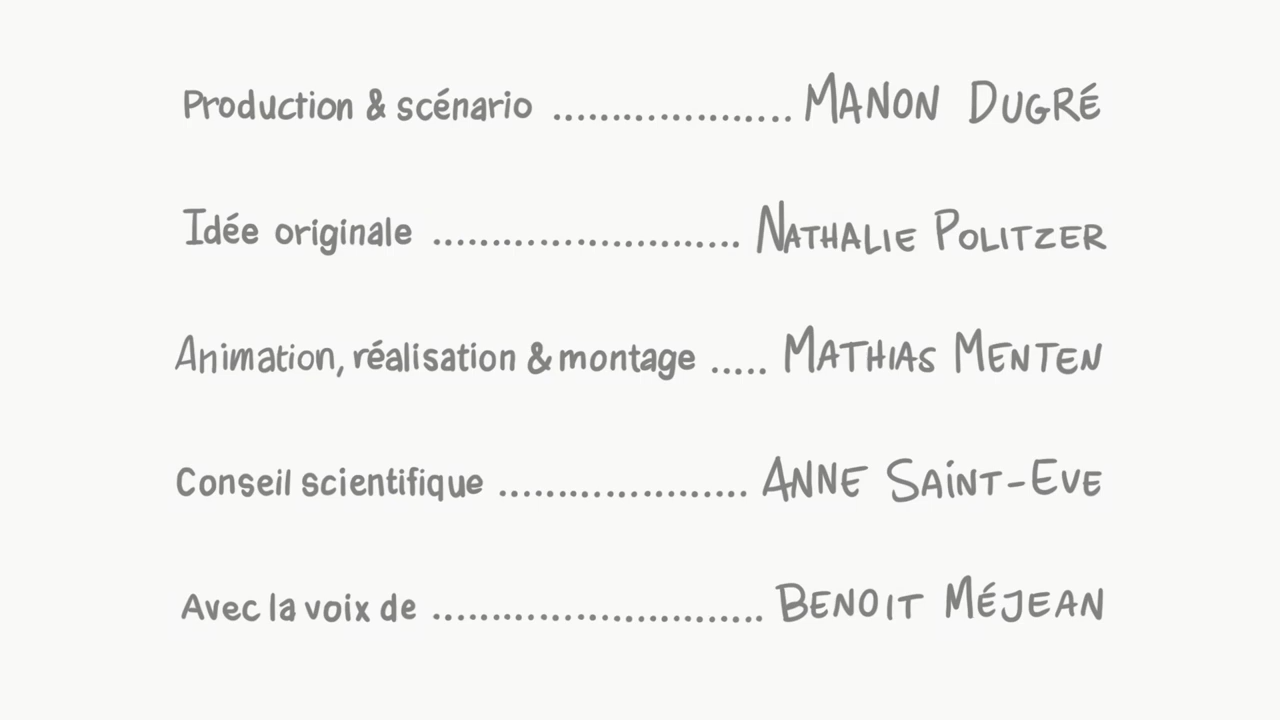 Production & scénario .................... MANON DUGRÉ
Idée originale .......................... NATHALIE POLITZER
Animation, réalisation & montage ..... MATHIAS MENTEN
Conseil scientifique ..................... ANNE SAINT-EVE
Avec la voix de ............................ BENOIT MÉJEAN